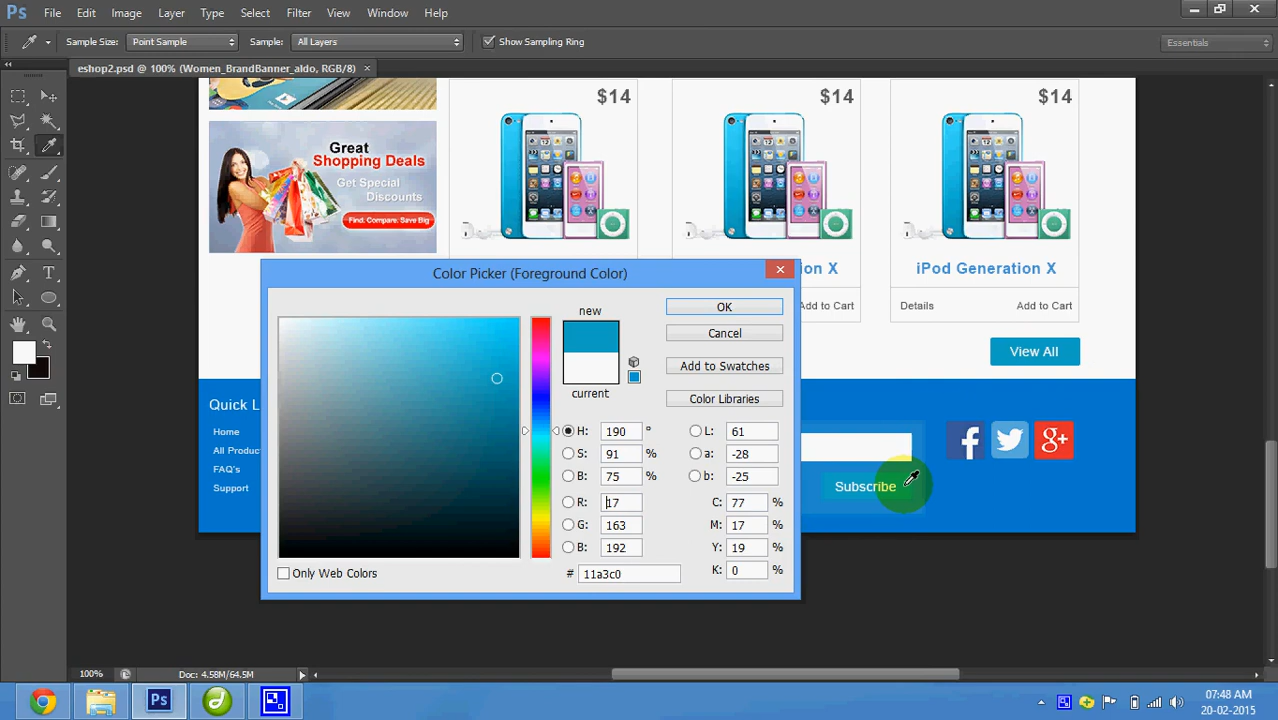 Ps File Edit Image Layer Type Select Filter View Window Help
Sample Size: Point Sample Sample: All Layers Show Sampling Ring Essentials
eshop2.psd @ 100% (Women_BrandBanner_aldo, RGB/8) ×
$14 $14 $14
Great
Shopping Deals
Get Special
Discounts
Find. Compare. Save Big
Color Picker (Foreground Color)
on X iPod Generation X
new
OK
Cancel
Add to Cart Details Add to Cart
Add to Swatches
View All
current
Color Libraries
Quick L
Home
All Produc
FAQ's
Support
H: 190 ° L: 61
S: 91 % a: -28
B: 75 % b: -25
R: 17 C: 77 %
G: 163 M: 17 %
B: 192 Y: 19 %
K: 0 %
Only Web Colors # 11a3c0
Subscribe
100% Doc: 4.58M/64.5M
Ps
07:48 AM
20-02-2015